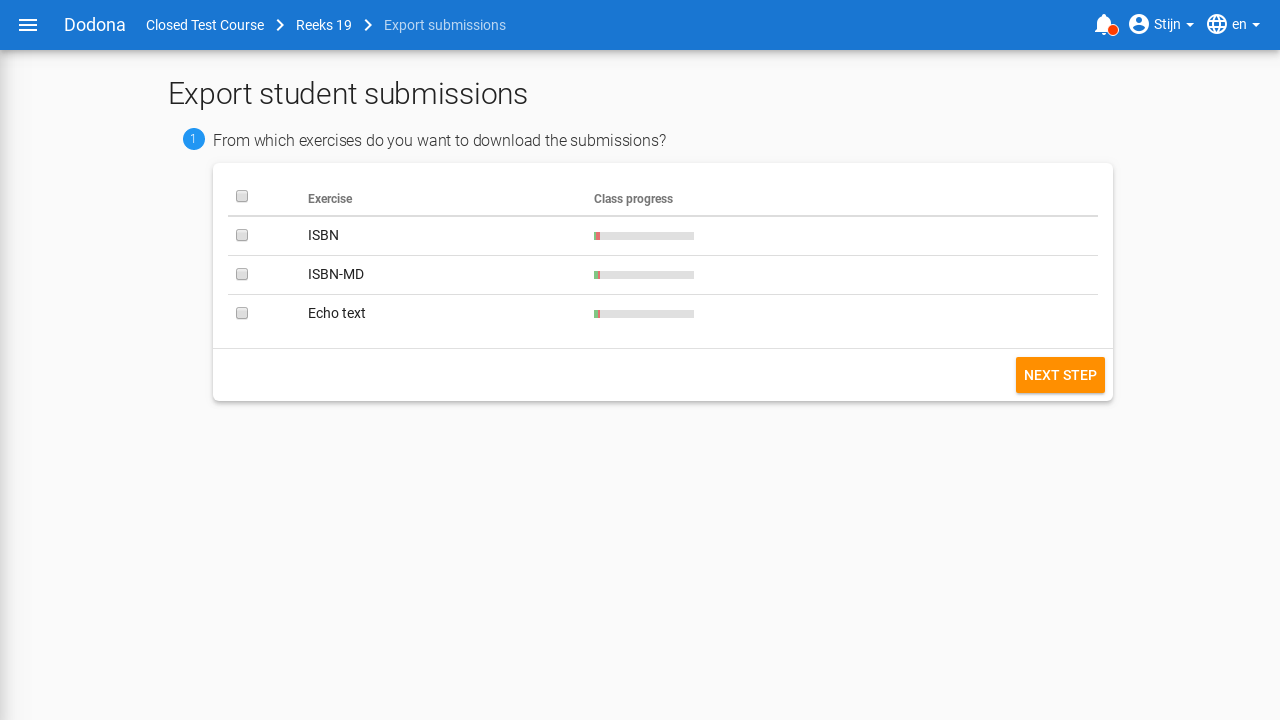 Dodona Closed Test Course Reeks 19 Export submissions Stijn en
Export student submissions
1 From which exercises do you want to download the submissions?
Exercise Class progress
ISBN
ISBN-MD
Echo text
NEXT STEP